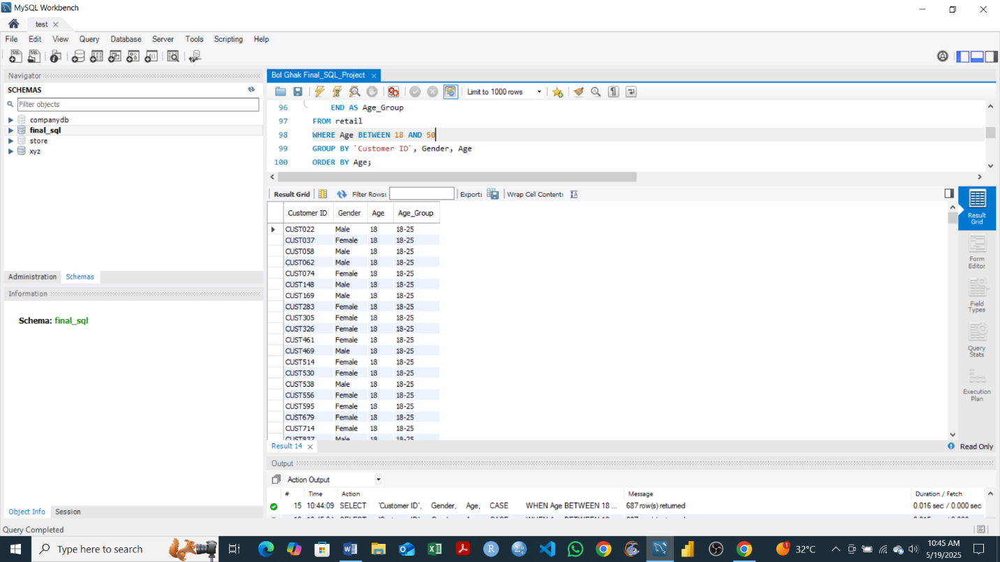 MySQL Workbench
test
File Edit View Query Database Server Tools Scripting Help
Navigator
SCHEMAS
Filter objects
companydb
final_sql
store
xyz
Administration Schemas
Information
Schema: final_sql
Object Info Session
Query Completed
Bol Ghak Final_SQL_Project
Limit to 1000 rows
96 END AS Age_Group
97 FROM retail
98 WHERE Age BETWEEN 18 AND 50
99 GROUP BY `Customer ID`, Gender, Age
100 ORDER BY Age;
Result Grid Filter Rows: Export: Wrap Cell Content:
Customer ID Gender Age Age_Group
CUST022 Male 18 18-25
CUST037 Female 18 18-25
CUST058 Male 18 18-25
CUST062 Male 18 18-25
CUST074 Female 18 18-25
CUST148 Male 18 18-25
CUST169 Male 18 18-25
CUST283 Female 18 18-25
CUST305 Female 18 18-25
CUST326 Female 18 18-25
CUST461 Female 18 18-25
CUST469 Male 18 18-25
CUST514 Female 18 18-25
CUST530 Female 18 18-25
CUST538 Male 18 18-25
CUST556 Female 18 18-25
CUST595 Female 18 18-25
CUST679 Female 18 18-25
CUST714 Female 18 18-25
CUST837 Male 18 18-25
Result Grid
Form Editor
Field Types
Query Stats
Execution Plan
Result 14
Read Only
Output
Action Output
# Time Action Message Duration / Fetch
15 10:44:09 SELECT `Customer ID`, Gender, Age, CASE WHEN Age BETWEEN 18 ... 687 row(s) returned 0.016 sec / 0.000 sec
Type here to search
1
32°C
10:45 AM
5/19/2025